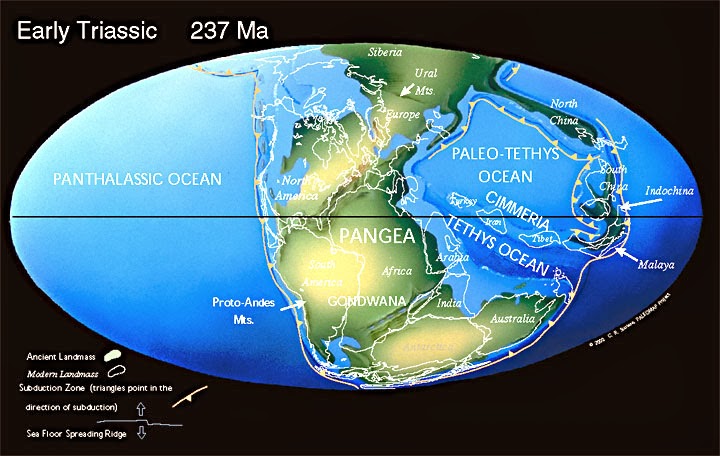 Early Triassic 237 Ma
Siberia
Ural
Mts.
Europe
North
China
PALEO-TETHYS
OCEAN
South
China
Indochina
PANTHALASSIC OCEAN
North
America
CIMMERIA
Turkey
Iran
Tibet
TETHYS OCEAN
PANGEA
Arabia
Malaya
South
America
Africa
GONDWANA
India
Australia
Proto-Andes
Mts.
Antarctica
© 2000 C. R. Scotese PALEOMAP Project
Ancient Landmass
Modern Landmass
Subduction Zone (triangles point in the
direction of subduction)
Sea Floor Spreading Ridge